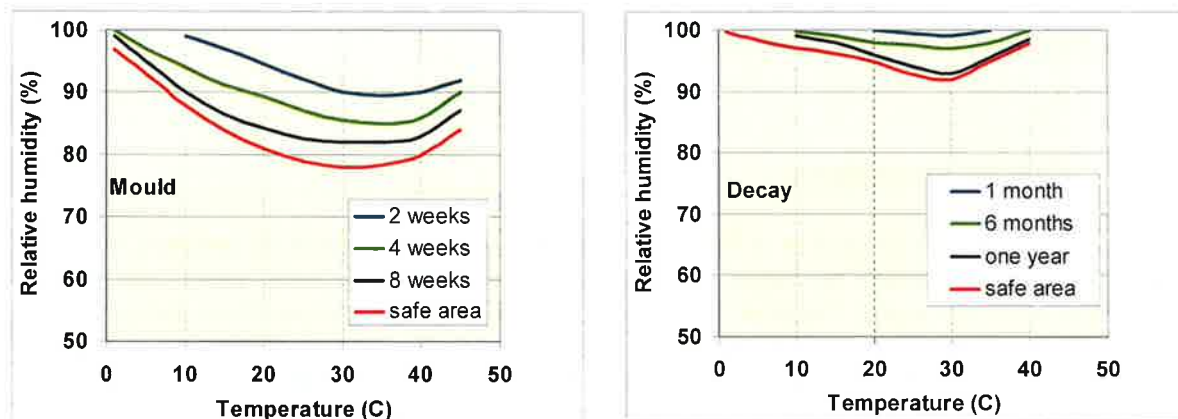 Relative humidity (%)
100
90
80
70
60
50
Mould
2 weeks
4 weeks
8 weeks
safe area
0 10 20 30 40 50
Temperature (C)
Relative humidity (%)
100
90
80
70
60
50
Decay
1 month
6 months
one year
safe area
0 10 20 30 40 50
Temperature (C)